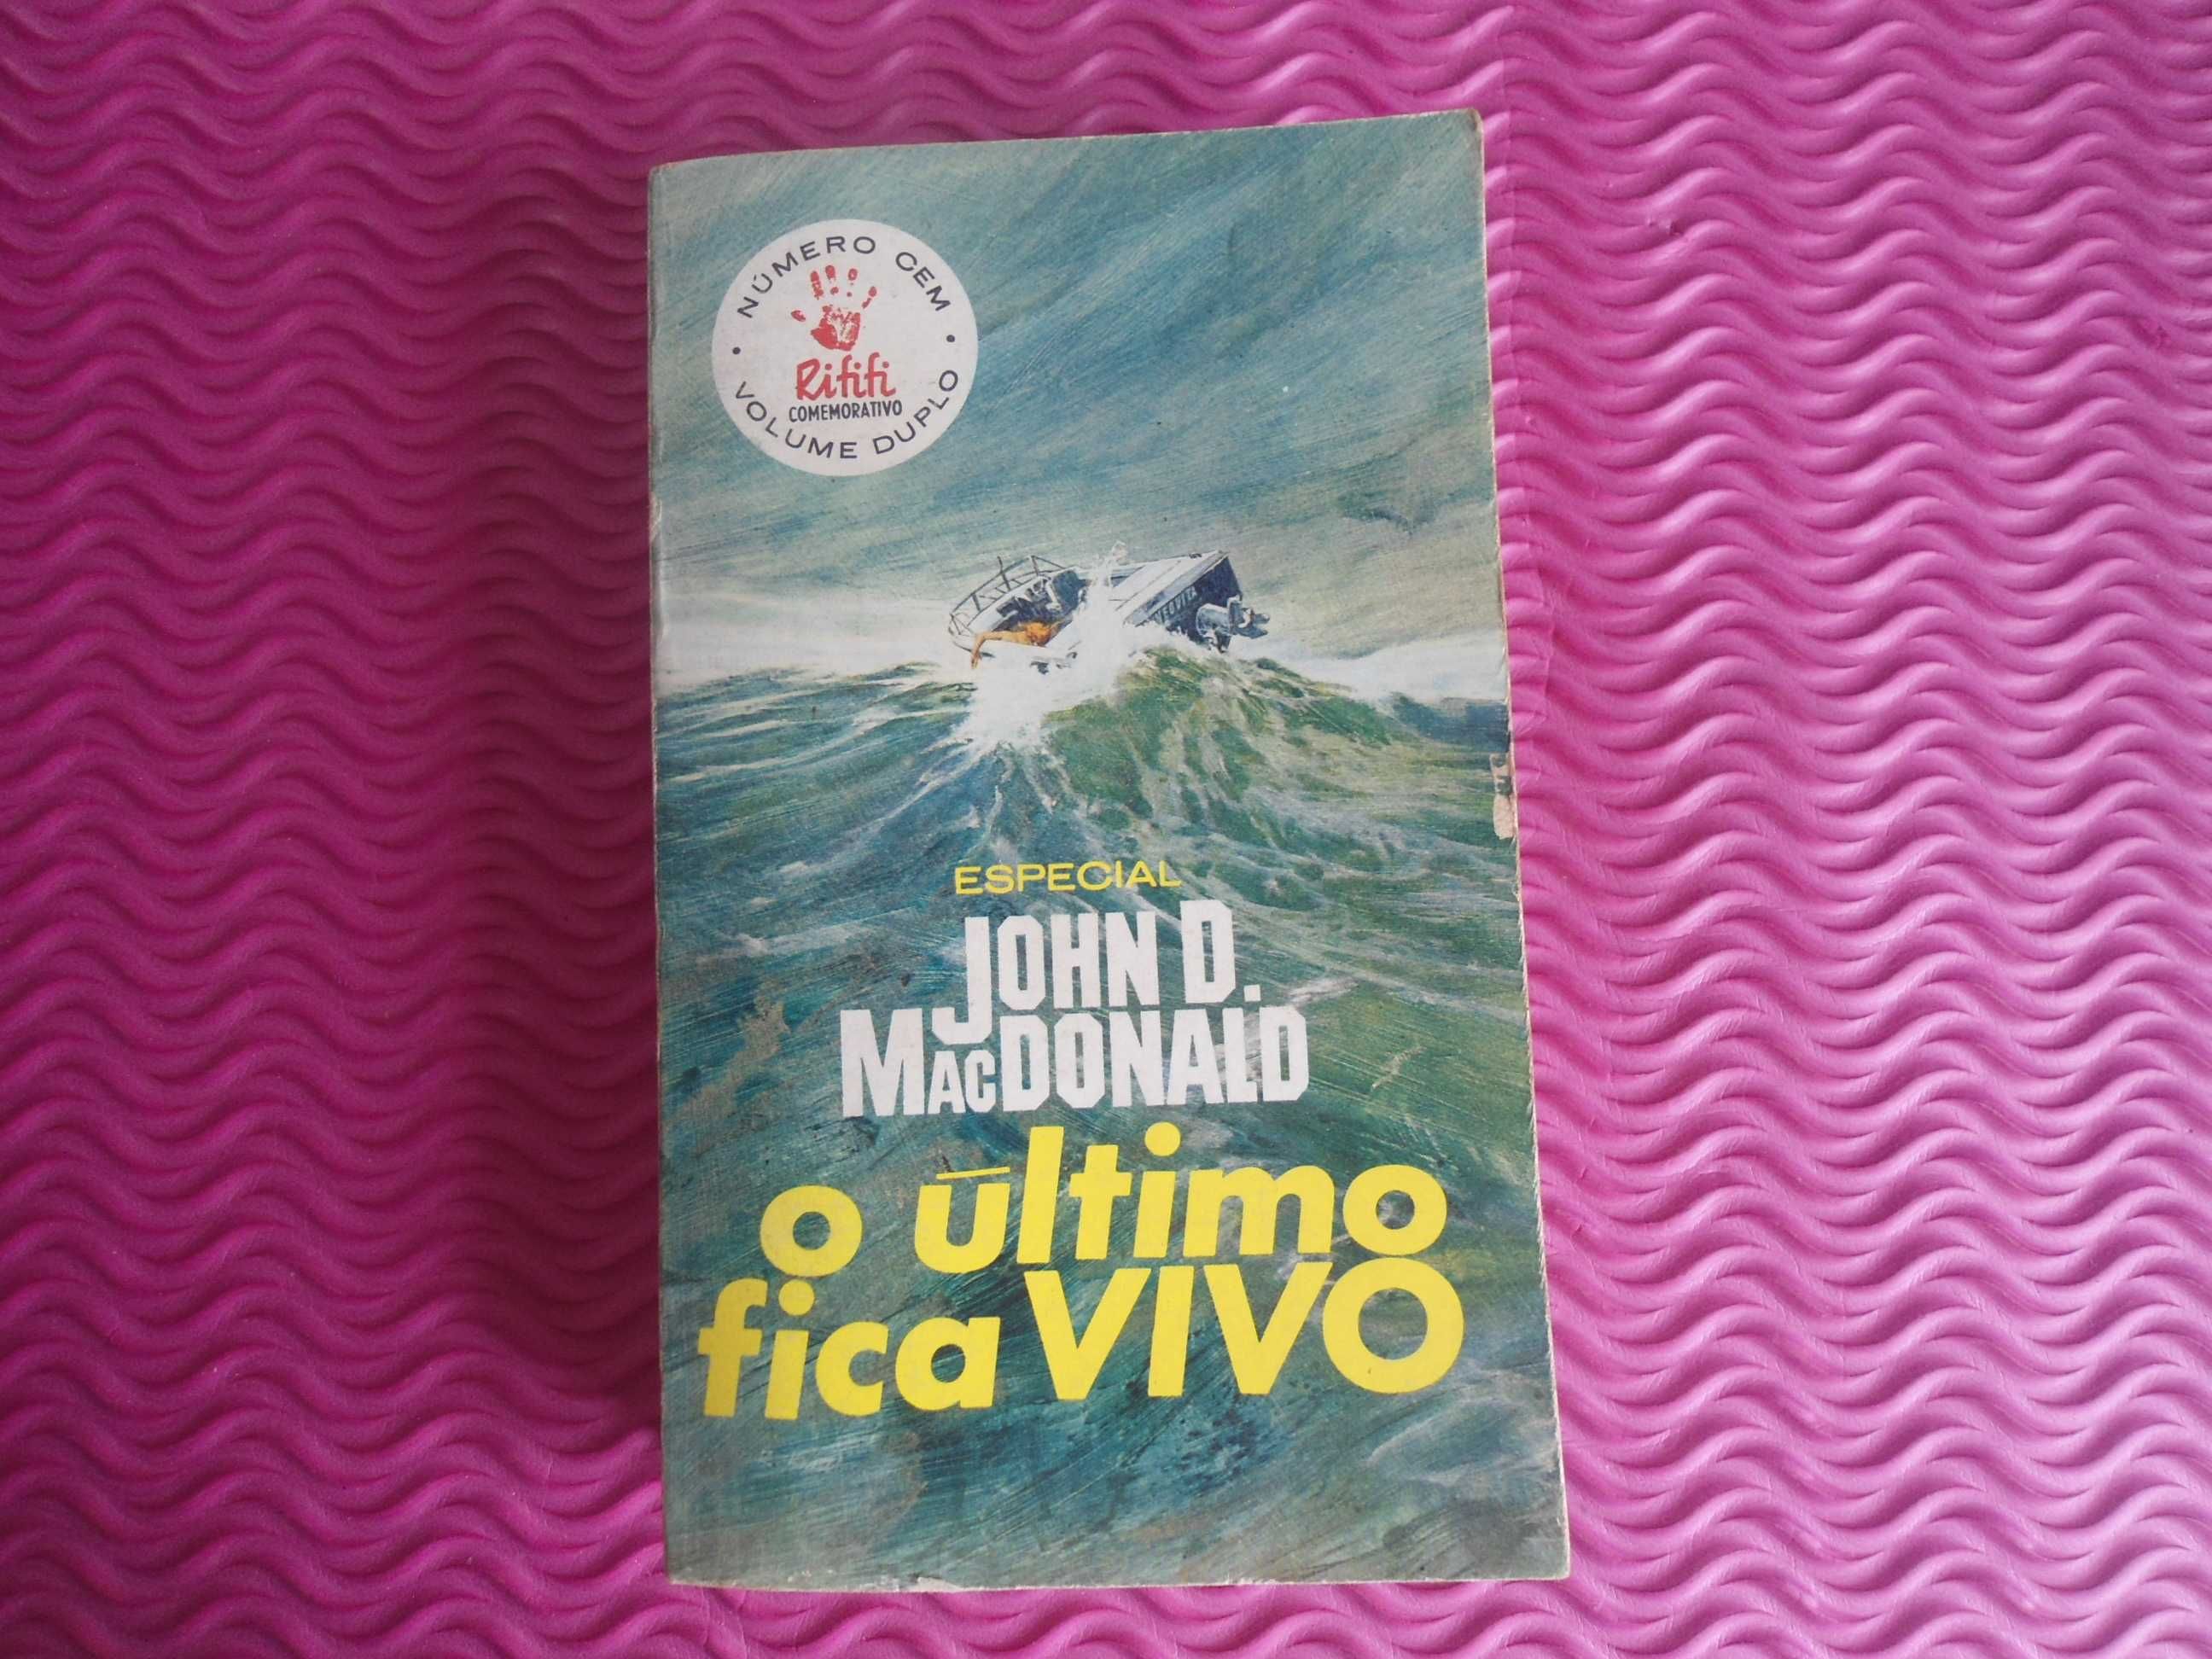 NÚMERO CEM
Rififi
COMEMORATIVO
VOLUME DUPLO
ESPECIAL
JOHN D.
MACDONALD
o último
fica VIVO